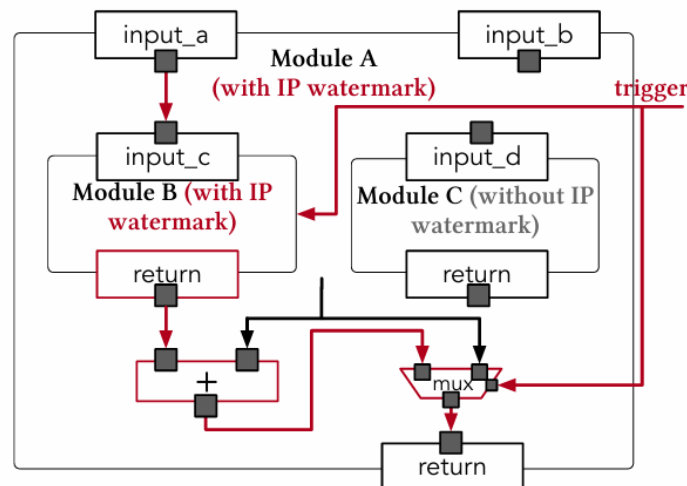 input_a
input_b
Module A
(with IP watermark)
trigger
input_c
input_d
Module B (with IP
watermark)
Module C (without IP
watermark)
return
return
+
mux
return